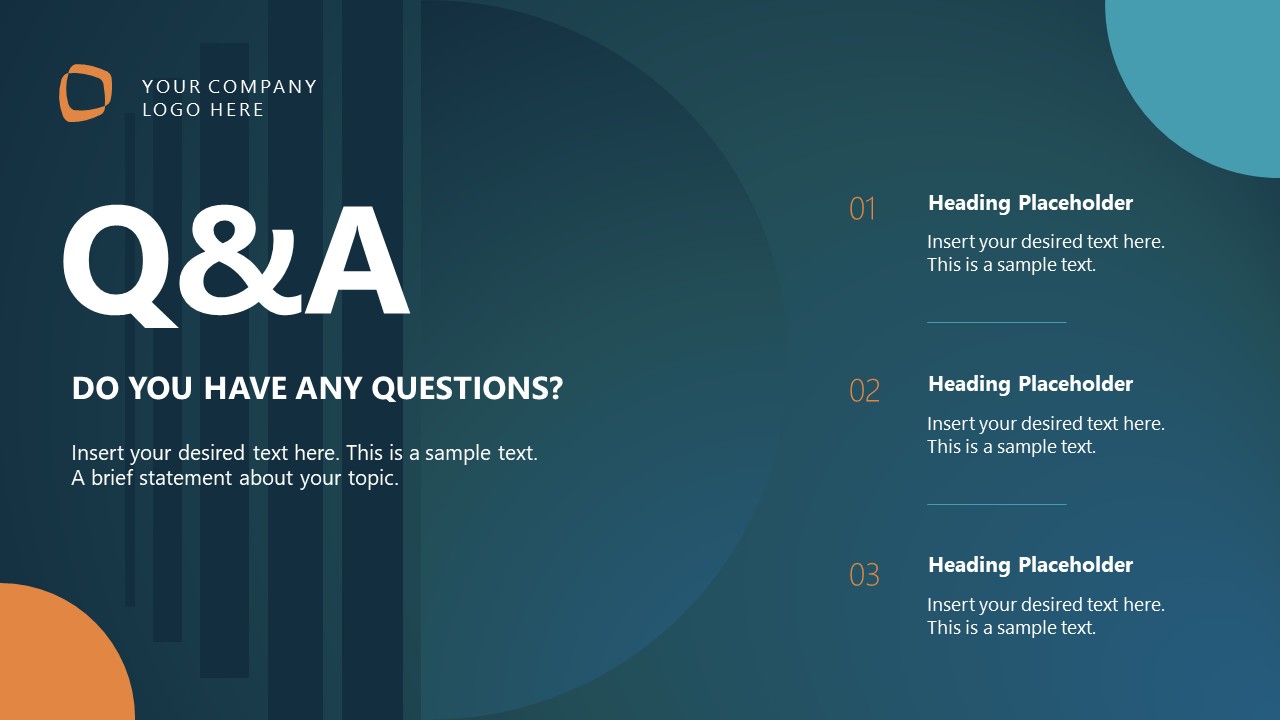 YOUR COMPANY
LOGO HERE
Q&A
DO YOU HAVE ANY QUESTIONS?
Insert your desired text here. This is a sample text.
A brief statement about your topic.
01
Heading Placeholder
Insert your desired text here.
This is a sample text.
02
Heading Placeholder
Insert your desired text here.
This is a sample text.
03
Heading Placeholder
Insert your desired text here.
This is a sample text.